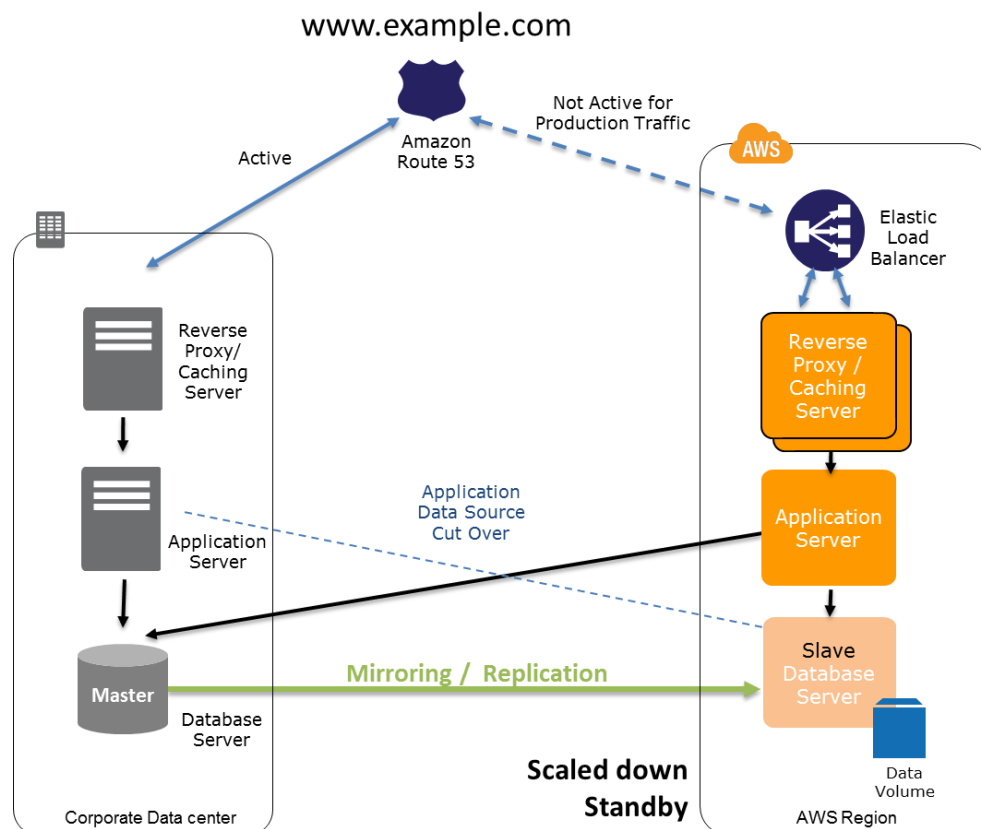 www.example.com
Not Active for
Production Traffic
Amazon
Route 53
Active
AWS
Elastic
Load
Balancer
Reverse
Proxy/
Caching
Server
Reverse
Proxy /
Caching
Server
Application
Data Source
Cut Over
Application
Server
Application
Server
Master
Database
Server
Mirroring / Replication
Slave
Database
Server
Data
Volume
Scaled down
Standby
Corporate Data center
AWS Region